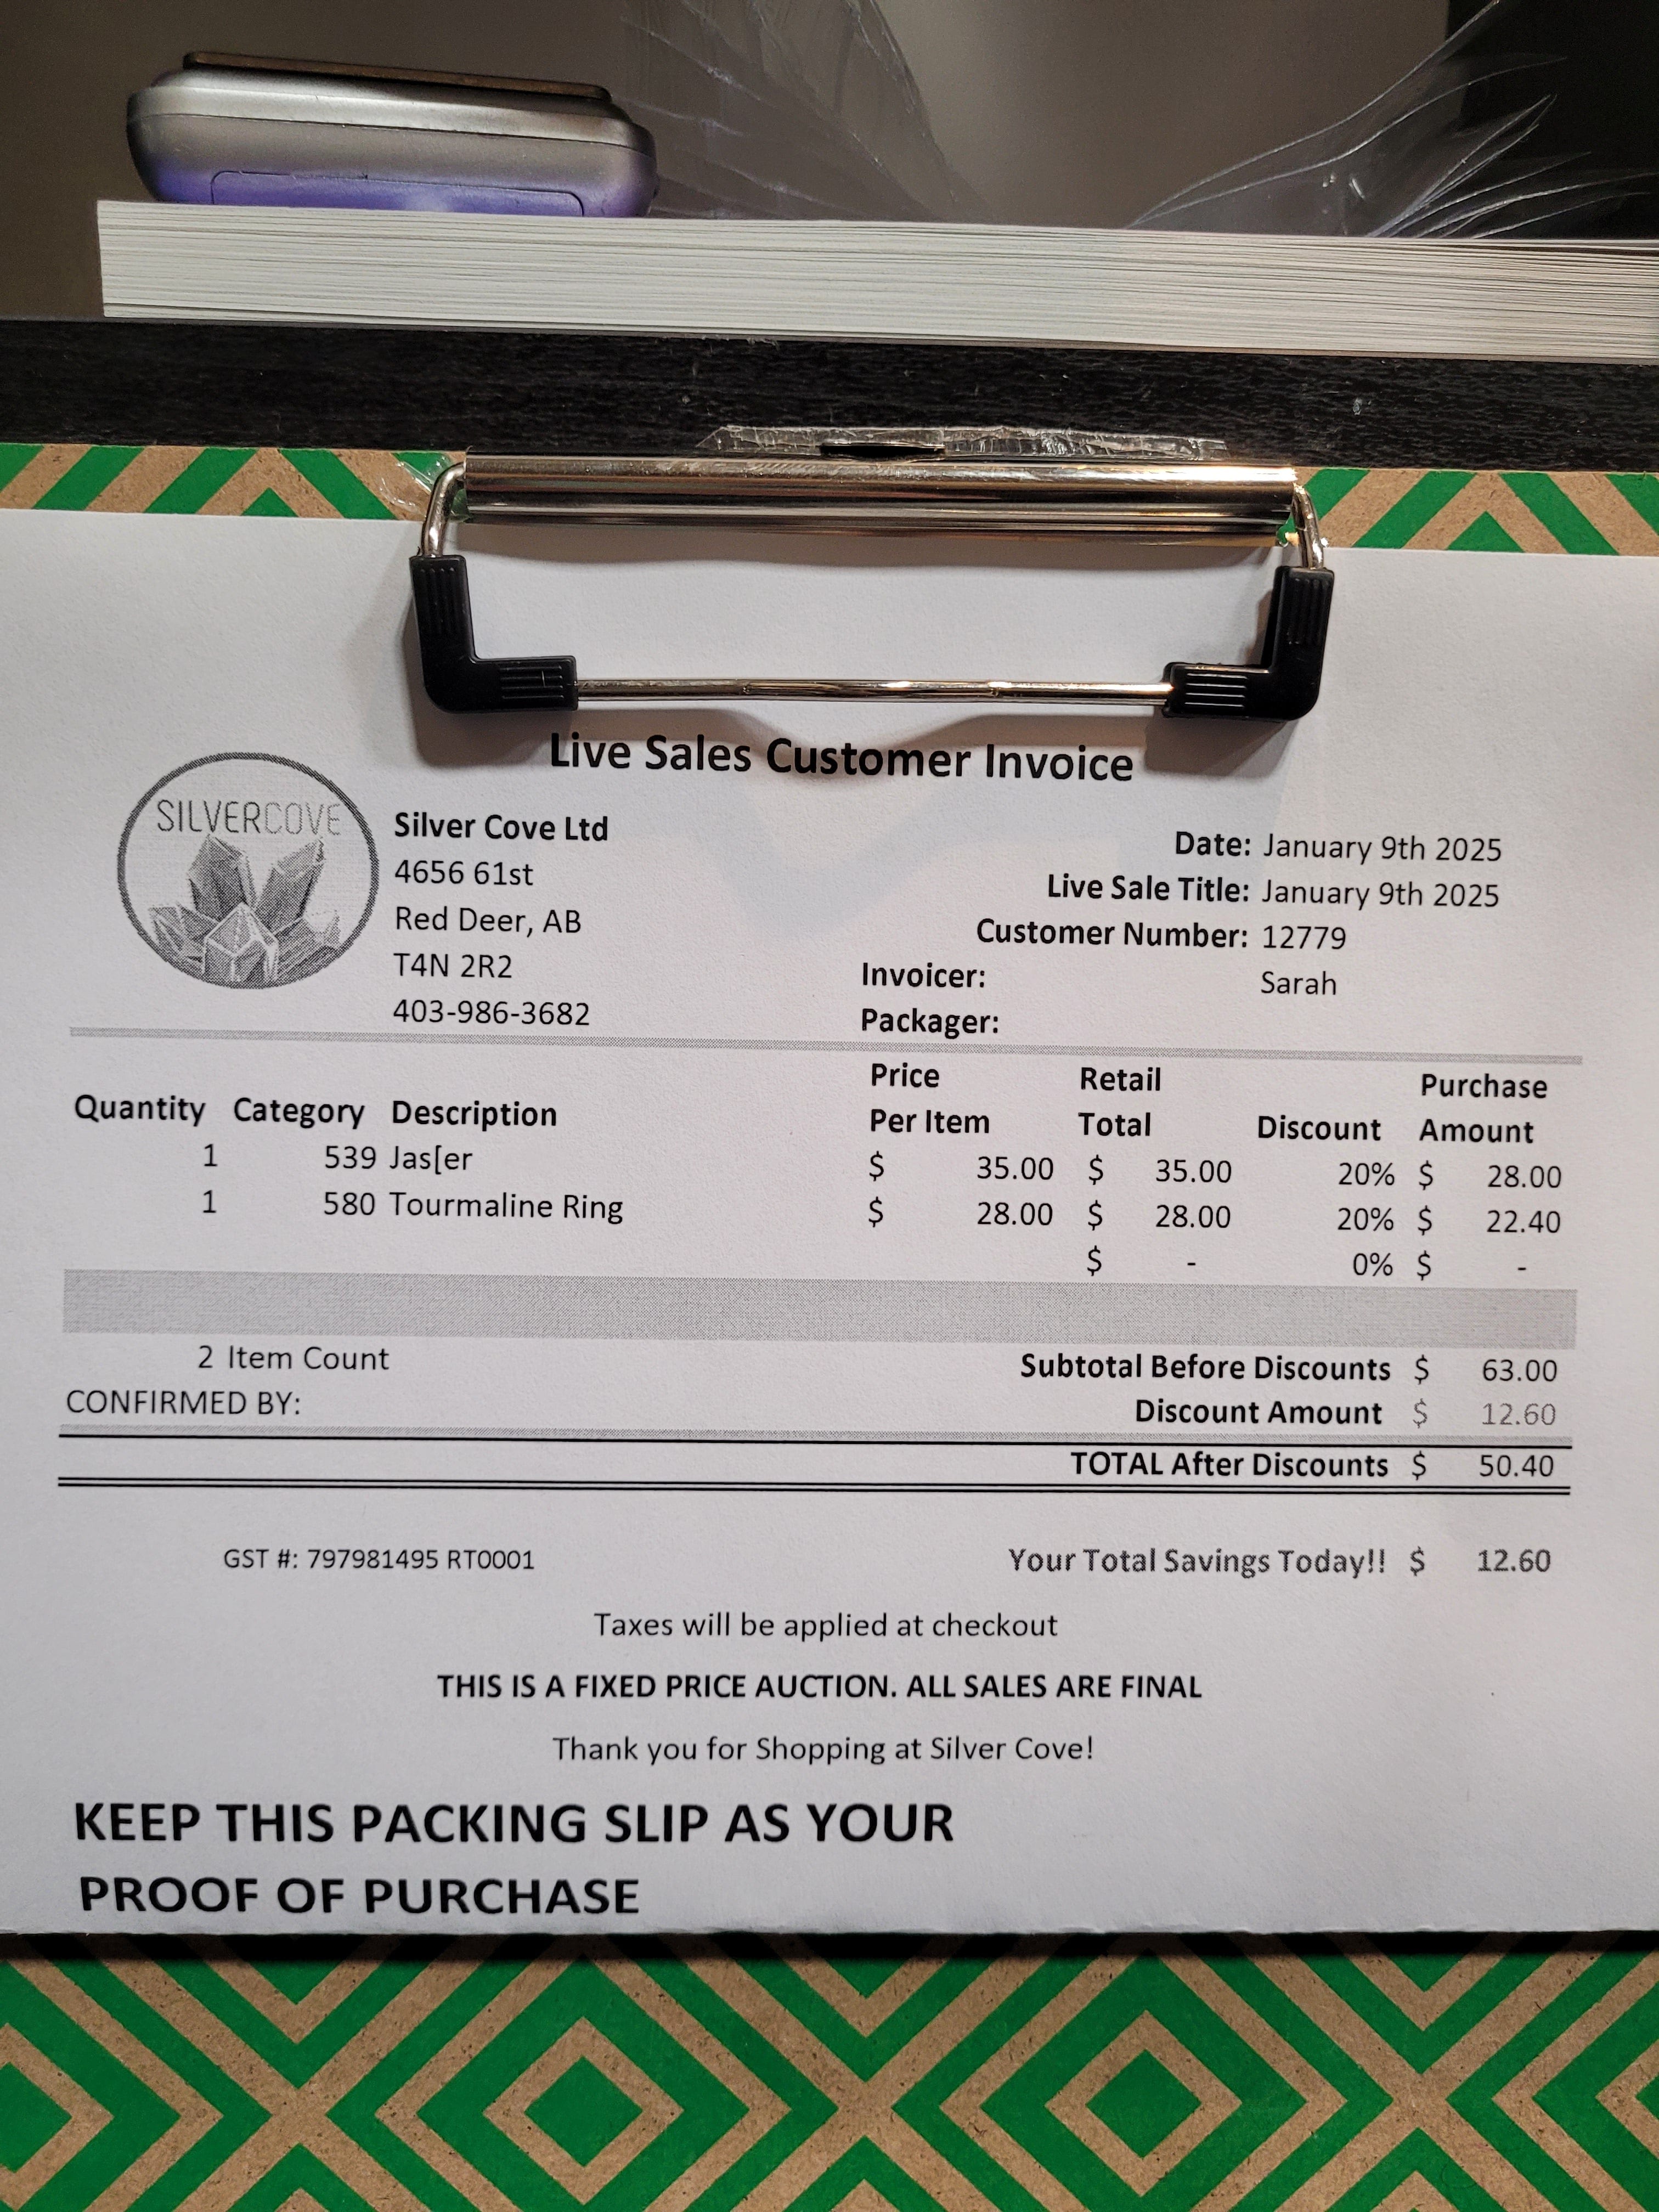 Live Sales Customer Invoice
SILVERCOVE
Silver Cove Ltd
4656 61st
Red Deer, AB
T4N 2R2
403-986-3682
Date: January 9th 2025
Live Sale Title: January 9th 2025
Customer Number: 12779
Invoicer: Sarah
Packager:
Quantity Category Description Price Per Item Retail Total Discount Purchase Amount
1 539 Jas[er $ 35.00 $ 35.00 20% $ 28.00
1 580 Tourmaline Ring $ 28.00 $ 28.00 20% $ 22.40
$ - 0% $ -
2 Item Count Subtotal Before Discounts $ 63.00
CONFIRMED BY: Discount Amount $ 12.60
TOTAL After Discounts $ 50.40
GST #: 797981495 RT0001 Your Total Savings Today!! $ 12.60
Taxes will be applied at checkout
THIS IS A FIXED PRICE AUCTION. ALL SALES ARE FINAL
Thank you for Shopping at Silver Cove!
KEEP THIS PACKING SLIP AS YOUR
PROOF OF PURCHASE